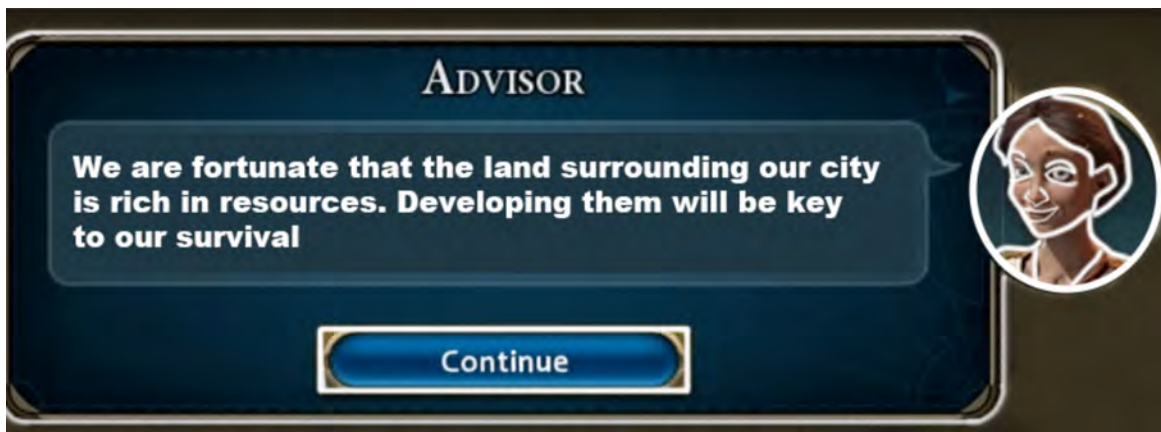 ADVISOR
We are fortunate that the land surrounding our city
is rich in resources. Developing them will be key
to our survival
Continue